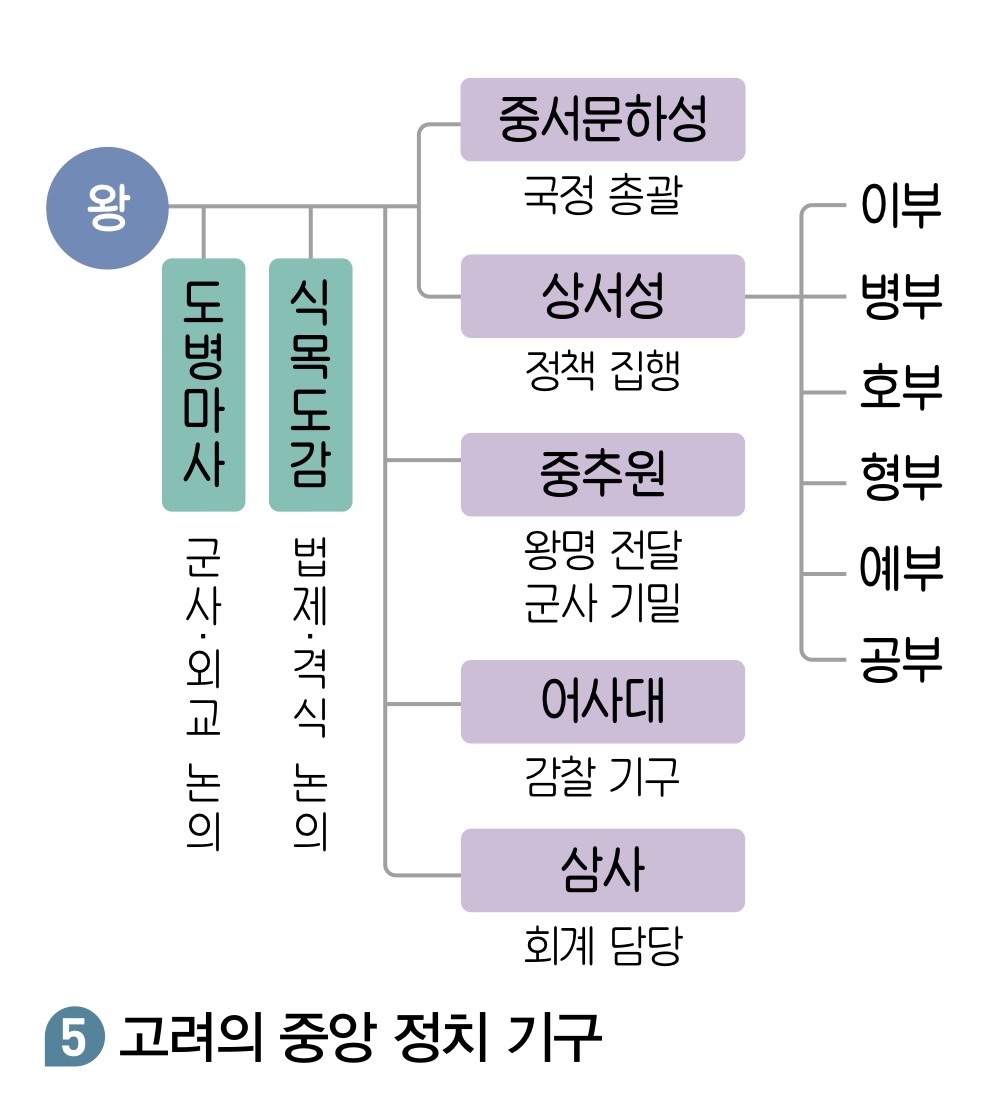 왕
도병마사
군사·외교 논의
식목도감
법제·격식 논의
중서문하성
국정 총괄
상서성
정책 집행
이부
병부
호부
형부
예부
공부
중추원
왕명 전달
군사 기밀
어사대
감찰 기구
삼사
회계 담당
5 고려의 중앙 정치 기구